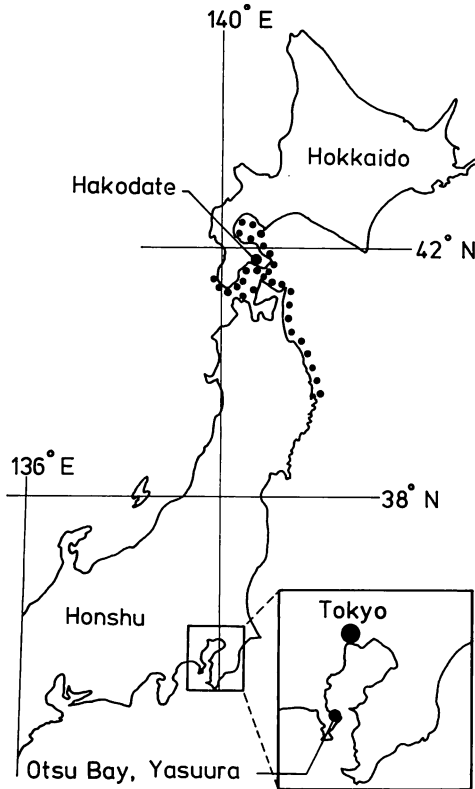 140° E
Hokkaido
Hakodate
42° N
136° E
38° N
Honshu
Tokyo
Otsu Bay, Yasuura